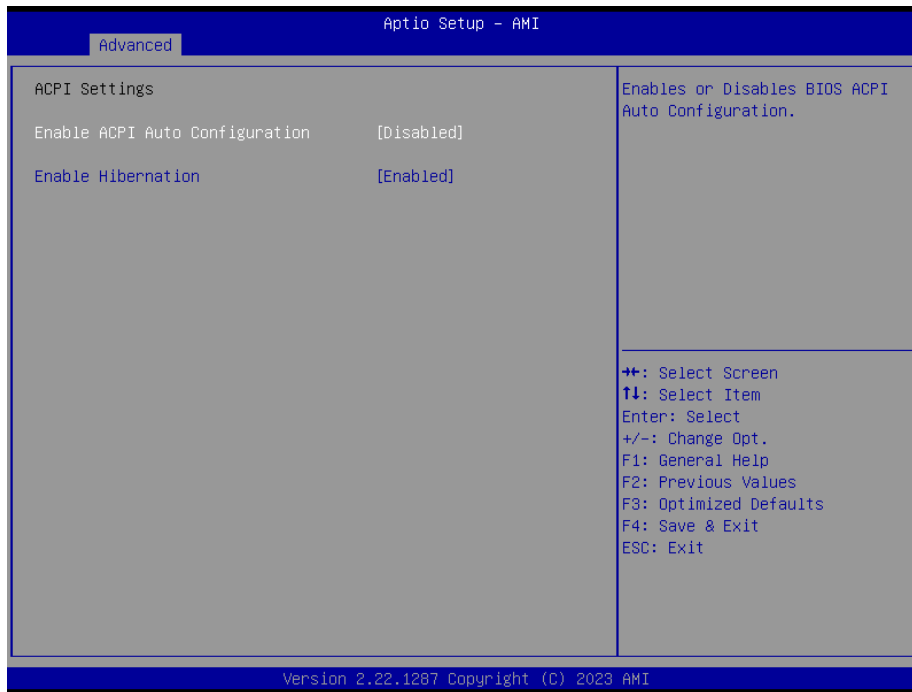 Aptio Setup - AMI
Advanced
ACPI Settings
Enable ACPI Auto Configuration [Disabled]
Enable Hibernation [Enabled]
Enables or Disables BIOS ACPI
Auto Configuration.
→←: Select Screen
↑↓: Select Item
Enter: Select
+/-: Change Opt.
F1: General Help
F2: Previous Values
F3: Optimized Defaults
F4: Save & Exit
ESC: Exit
Version 2.22.1287 Copyright (C) 2023 AMI